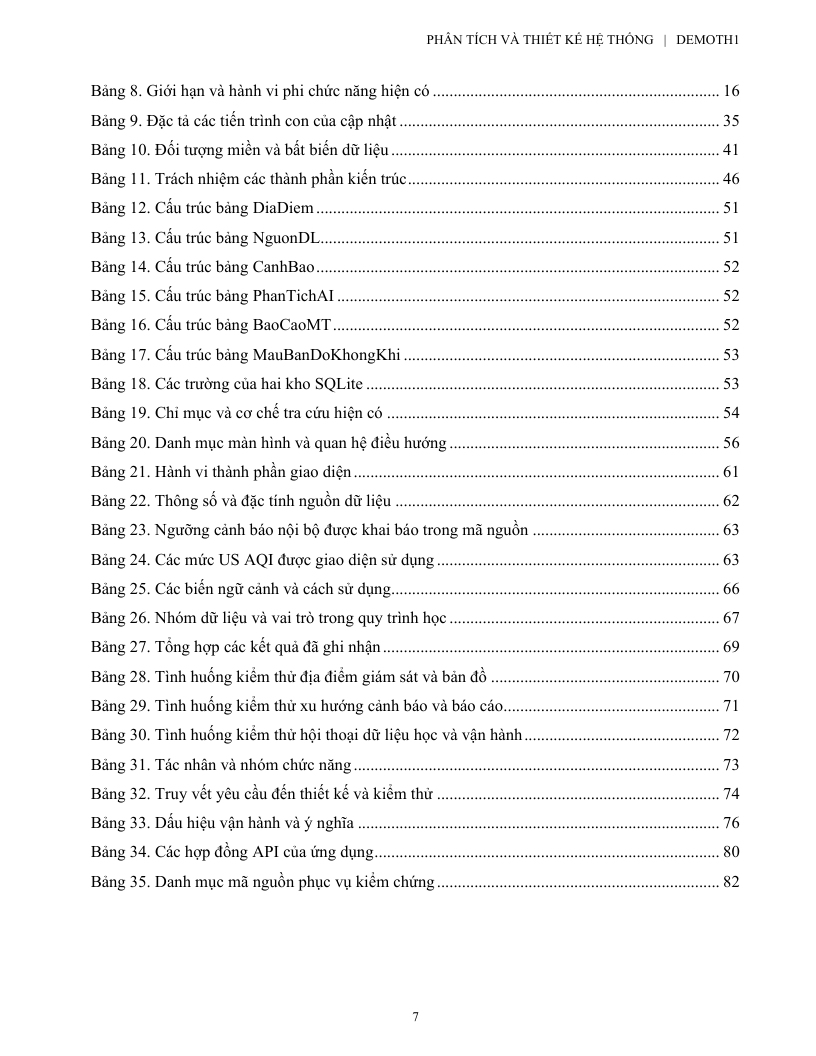 PHÂN TÍCH VÀ THIẾT KẾ HỆ THỐNG | DEMOTH1
Bảng 8. Giới hạn và hành vi phi chức năng hiện có ..................................................................... 16
Bảng 9. Đặc tả các tiến trình con của cập nhật ............................................................................. 35
Bảng 10. Đối tượng miền và bất biến dữ liệu ............................................................................... 41
Bảng 11. Trách nhiệm các thành phần kiến trúc ........................................................................... 46
Bảng 12. Cấu trúc bảng DiaDiem ................................................................................................. 51
Bảng 13. Cấu trúc bảng NguonDL ................................................................................................ 51
Bảng 14. Cấu trúc bảng CanhBao ................................................................................................. 52
Bảng 15. Cấu trúc bảng PhanTichAI ............................................................................................ 52
Bảng 16. Cấu trúc bảng BaoCaoMT ............................................................................................. 52
Bảng 17. Cấu trúc bảng MauBanDoKhongKhi ............................................................................ 53
Bảng 18. Các trường của hai kho SQLite ..................................................................................... 53
Bảng 19. Chỉ mục và cơ chế tra cứu hiện có ................................................................................ 54
Bảng 20. Danh mục màn hình và quan hệ điều hướng ................................................................. 56
Bảng 21. Hành vi thành phần giao diện ........................................................................................ 61
Bảng 22. Thông số và đặc tính nguồn dữ liệu .............................................................................. 62
Bảng 23. Ngưỡng cảnh báo nội bộ được khai báo trong mã nguồn ............................................. 63
Bảng 24. Các mức US AQI được giao diện sử dụng .................................................................... 63
Bảng 25. Các biến ngữ cảnh và cách sử dụng ............................................................................... 66
Bảng 26. Nhóm dữ liệu và vai trò trong quy trình học ................................................................. 67
Bảng 27. Tổng hợp các kết quả đã ghi nhận ................................................................................. 69
Bảng 28. Tình huống kiểm thử địa điểm giám sát và bản đồ ....................................................... 70
Bảng 29. Tình huống kiểm thử xu hướng cảnh báo và báo cáo .................................................... 71
Bảng 30. Tình huống kiểm thử hội thoại dữ liệu học và vận hành ............................................... 72
Bảng 31. Tác nhân và nhóm chức năng ........................................................................................ 73
Bảng 32. Truy vết yêu cầu đến thiết kế và kiểm thử .................................................................... 74
Bảng 33. Dấu hiệu vận hành và ý nghĩa ....................................................................................... 76
Bảng 34. Các hợp đồng API của ứng dụng ................................................................................... 80
Bảng 35. Danh mục mã nguồn phục vụ kiểm chứng .................................................................... 82
7